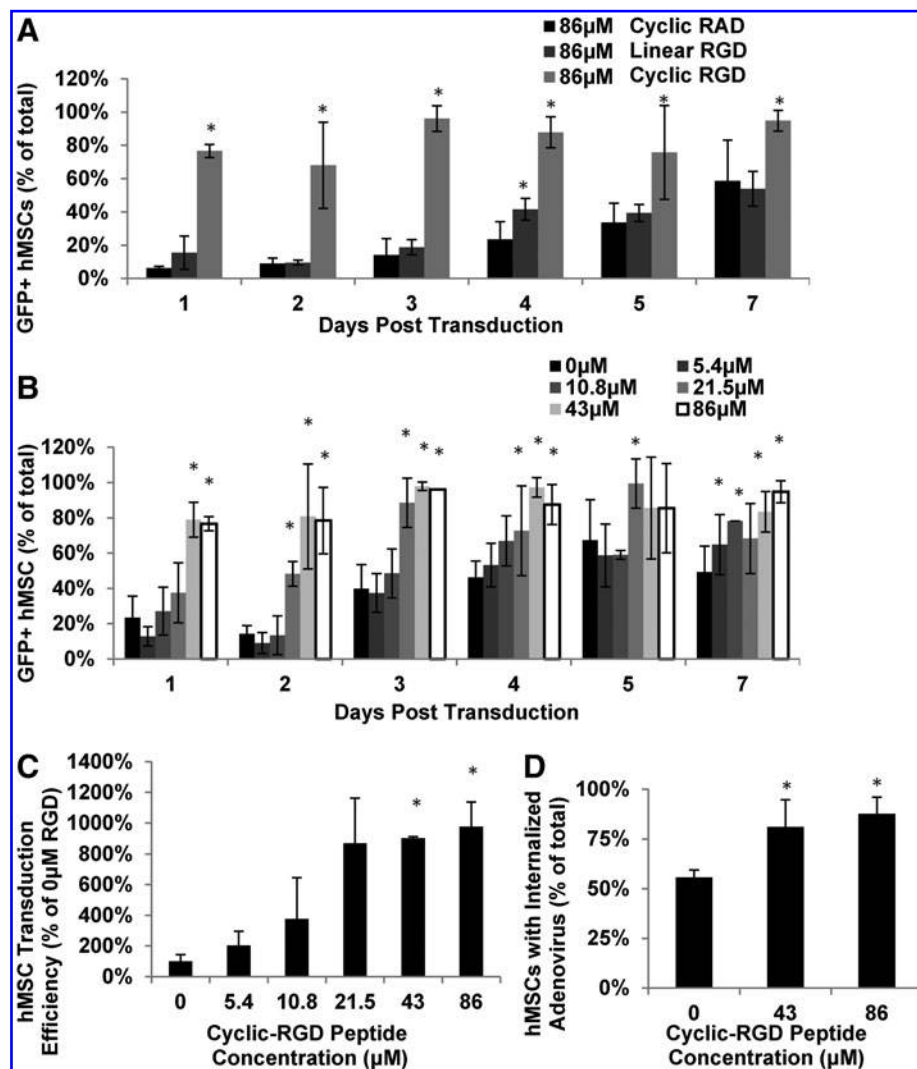 A
86µM Cyclic RAD
86µM Linear RGD
86µM Cyclic RGD
GFP+ hMSCs (% of total)
120%
100%
80%
60%
40%
20%
0%
* * * * * * *
1 2 3 4 5 7
Days Post Transduction
B
0µM 5.4µM
10.8µM 21.5µM
43µM 86µM
GFP+ hMSC (% of total)
120%
100%
80%
60%
40%
20%
0%
* * * * * * * * * * * * * * * *
1 2 3 4 5 7
Days Post Transduction
C
hMSC Transduction
Efficiency (% of 0µM RGD)
1400%
1200%
1000%
800%
600%
400%
200%
0%
* *
0 5.4 10.8 21.5 43 86
Cyclic-RGD Peptide
Concentration (µM)
D
hMSCs with Internalized
Adenovirus (% of total)
100%
75%
50%
25%
0%
* *
0 43 86
Cyclic-RGD Peptide
Concentration (µM)